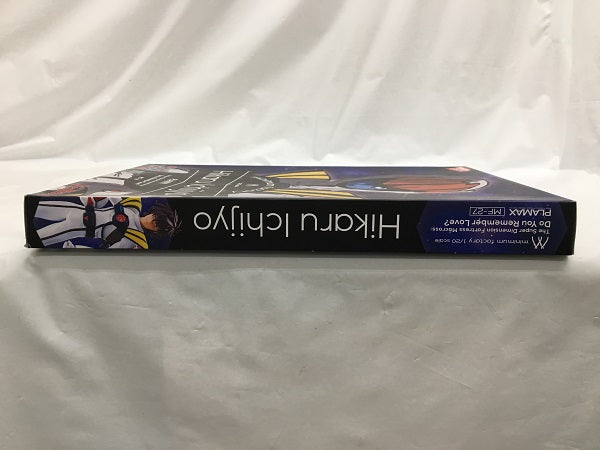 minimum factory 1/20 scale
The Super Dimension Fortress Macross:
Do You Remember Love?
PLAMAX MF-27
Hikaru Ichijyo